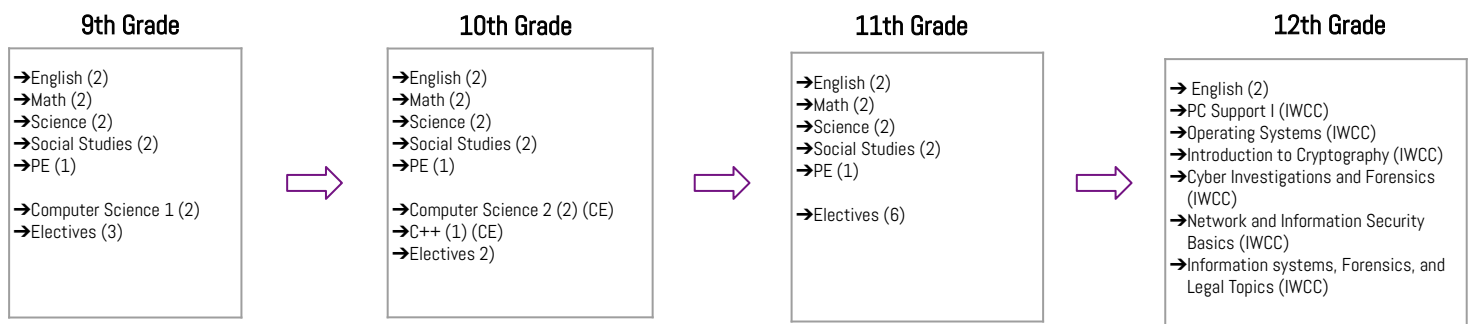 9th Grade
➔English (2)
➔Math (2)
➔Science (2)
➔Social Studies (2)
➔PE (1)
➔Computer Science 1 (2)
➔Electives (3)
10th Grade
➔English (2)
➔Math (2)
➔Science (2)
➔Social Studies (2)
➔PE (1)
➔Computer Science 2 (2) (CE)
➔C++ (1) (CE)
➔Electives 2)
11th Grade
➔English (2)
➔Math (2)
➔Science (2)
➔Social Studies (2)
➔PE (1)
➔Electives (6)
12th Grade
➔ English (2)
➔PC Support I (IWCC)
➔Operating Systems (IWCC)
➔Introduction to Cryptography (IWCC)
➔Cyber Investigations and Forensics
(IWCC)
➔Network and Information Security
Basics (IWCC)
➔Information systems, Forensics, and
Legal Topics (IWCC)